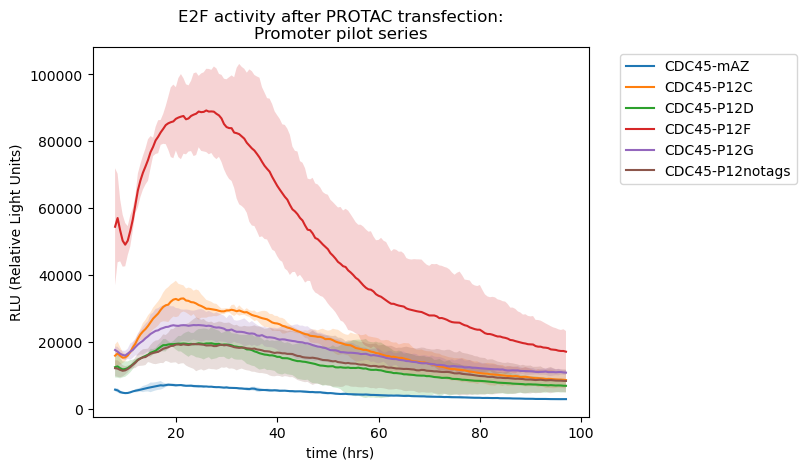 E2F activity after PROTAC transfection:
Promoter pilot series
RLU (Relative Light Units)
100000
80000
60000
40000
20000
0
20
40
60
80
100
time (hrs)
CDC45-mAZ
CDC45-P12C
CDC45-P12D
CDC45-P12F
CDC45-P12G
CDC45-P12notags